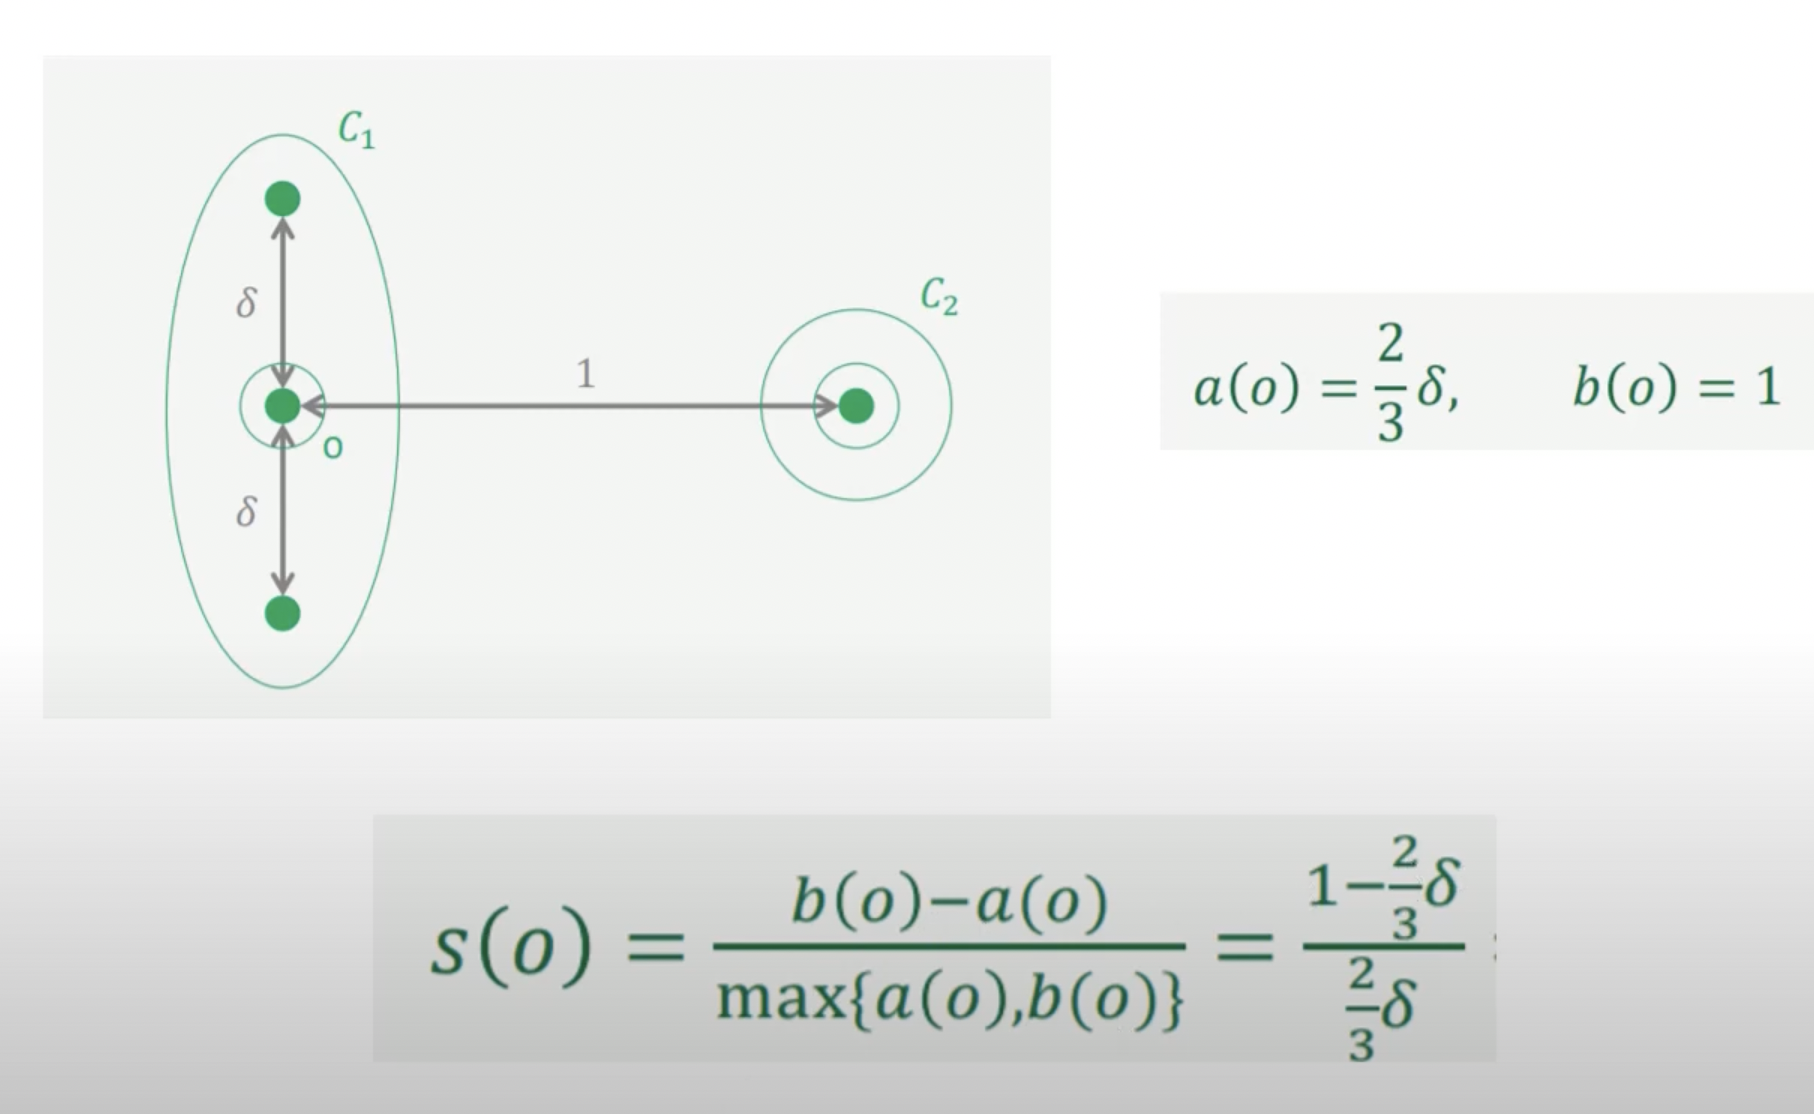 C₁
δ
C₂
1
o
δ
a(o) = 2/3 δ, b(o) = 1
s(o) = b(o)−a(o) / max{a(o),b(o)} = 1−2/3 δ / 2/3 δ